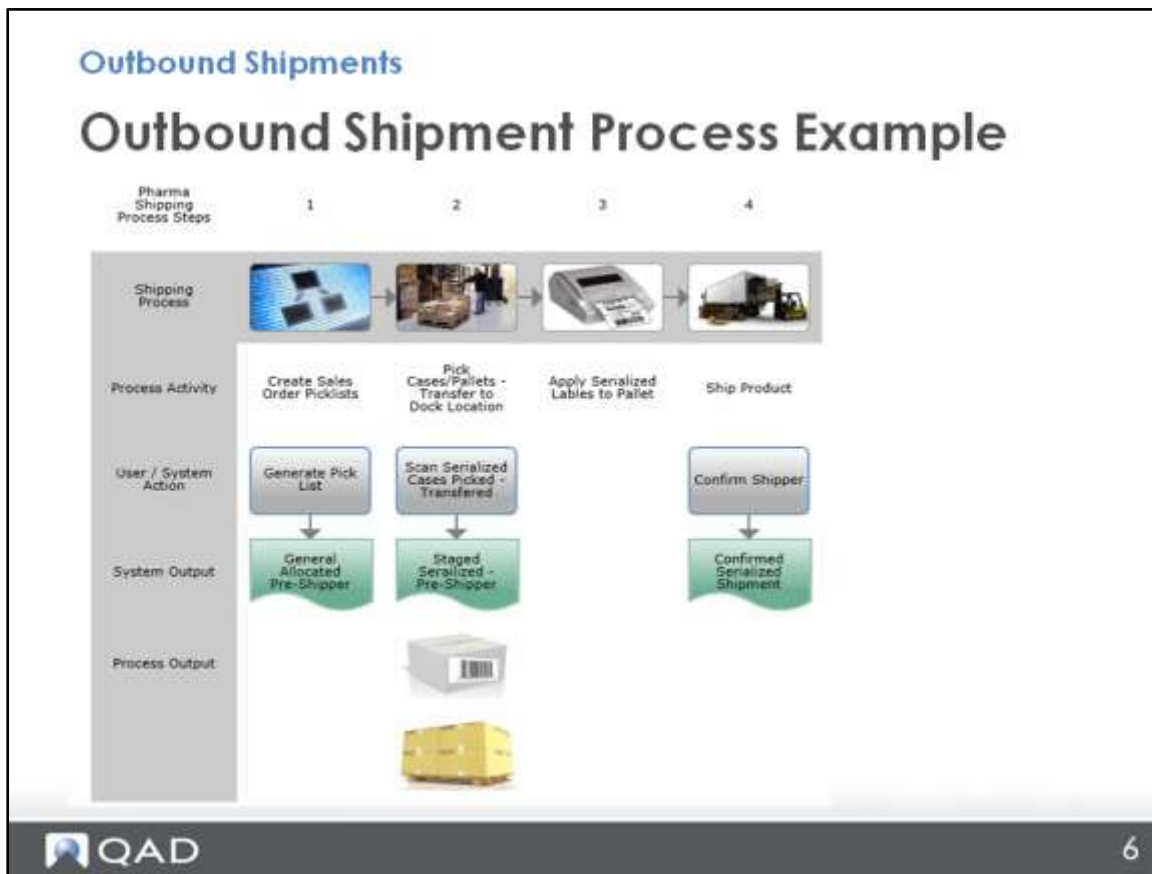 Outbound Shipments
Outbound Shipment Process Example
Pharma
Shipping
Process Steps
1
2
3
4
Shipping
Process
Process Activity
Create Sales
Order Picklists
Pick
Cases/Pallets -
Transfer to
Dock Location
Apply Serialized
Lables to Pallet
Ship Product
User / System
Action
Generate Pick
List
Scan Serialized
Cases Picked -
Transfered
Confirm Shipper
System Output
General
Allocated
Pre-Shipper
Staged
Serailized -
Pre-Shipper
Confirmed
Serialized
Shipment
Process Output
QAD
6